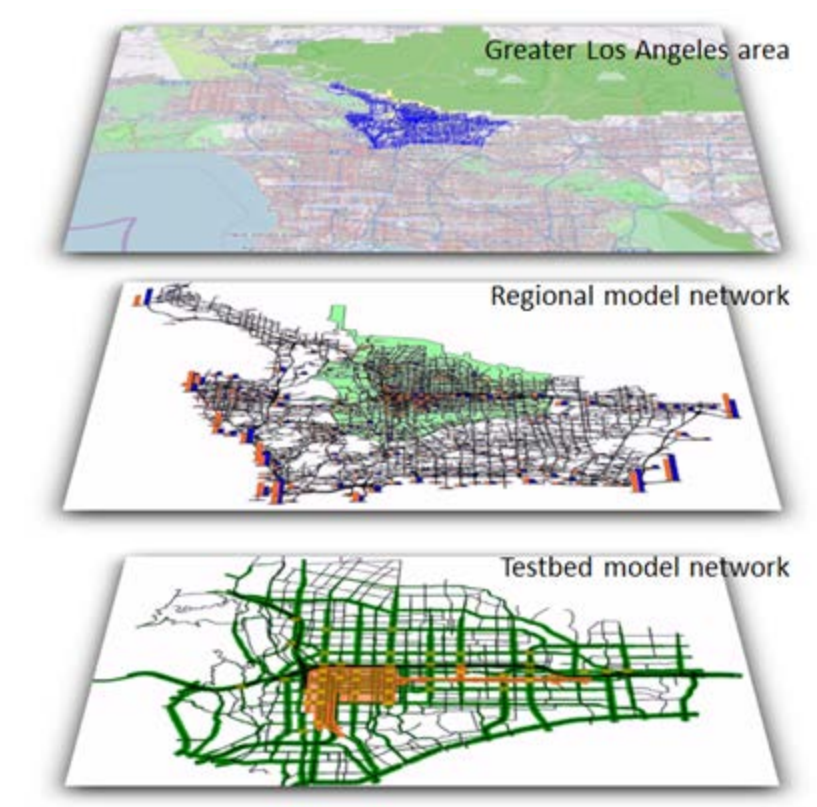 Greater Los Angeles area
Regional model network
Testbed model network